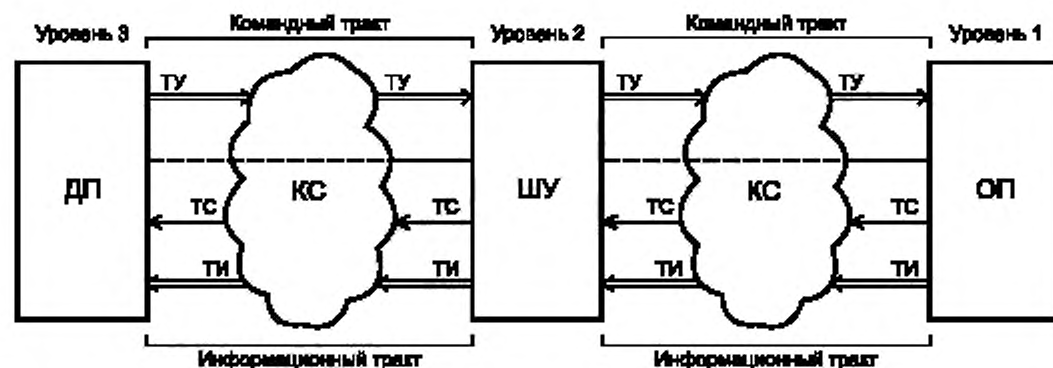 Командный тракт Командный тракт
Уровень 3 Уровень 2 Уровень 1
ТУ ТУ ТУ ТУ
ДП КС ШУ КС ОП
ТС ТС ТС ТС
ТИ ТИ ТИ ТИ
Информационный тракт Информационный тракт